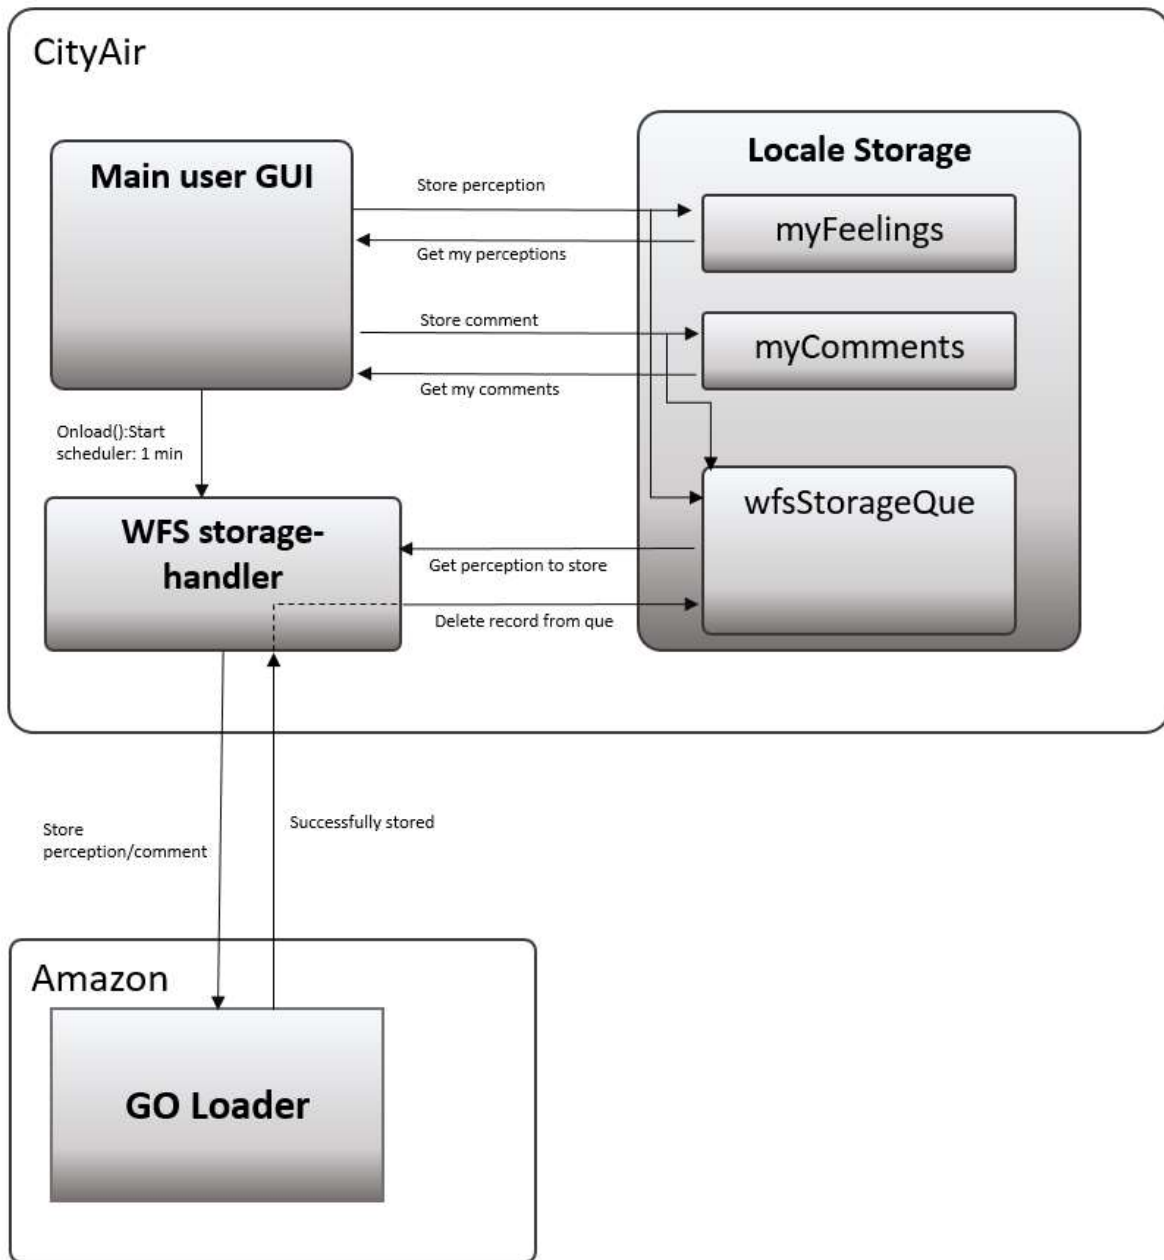 CityAir
Main user GUI
Locale Storage
Store perception
myFeelings
Get my perceptions
Store comment
myComments
Get my comments
Onload():Start
scheduler: 1 min
WFS storage-
handler
wfsStorageQue
Get perception to store
Delete record from que
Store
perception/comment
Successfully stored
Amazon
GO Loader